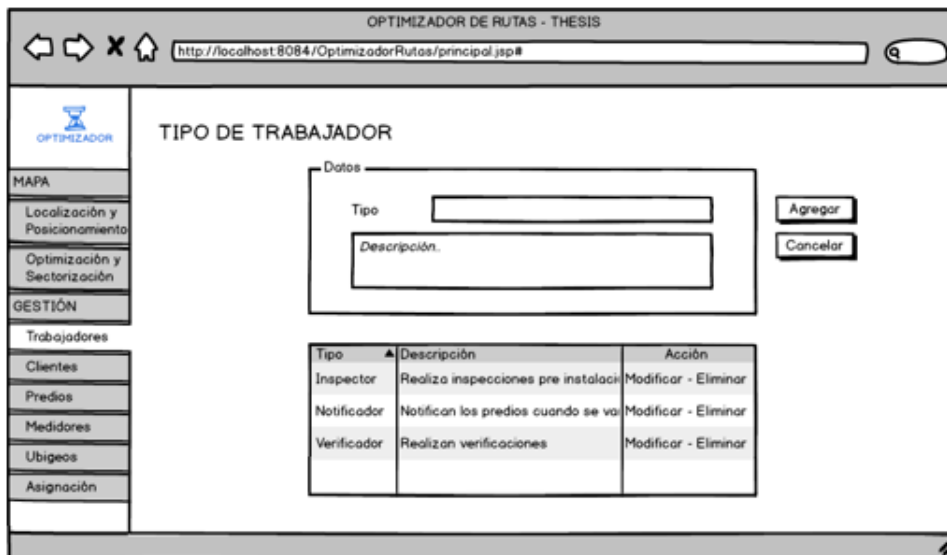 OPTIMIZADOR DE RUTAS - THESIS
http://localhost:8084/OptimizadorRutas/principal.jsp#
OPTIMIZADOR
TIPO DE TRABAJADOR
MAPA
Localización y
Posicionamiento
Optimización y
Sectorización
GESTIÓN
Trabajadores
Clientes
Predios
Medidores
Ubigeos
Asignación
Datos
Tipo
Descripción..
Agregar
Cancelar
Tipo Descripción Acción
Inspector Realiza inspecciones pre instalaci Modificar - Eliminar
Notificador Notifican los predios cuando se va Modificar - Eliminar
Verificador Realizan verificaciones Modificar - Eliminar